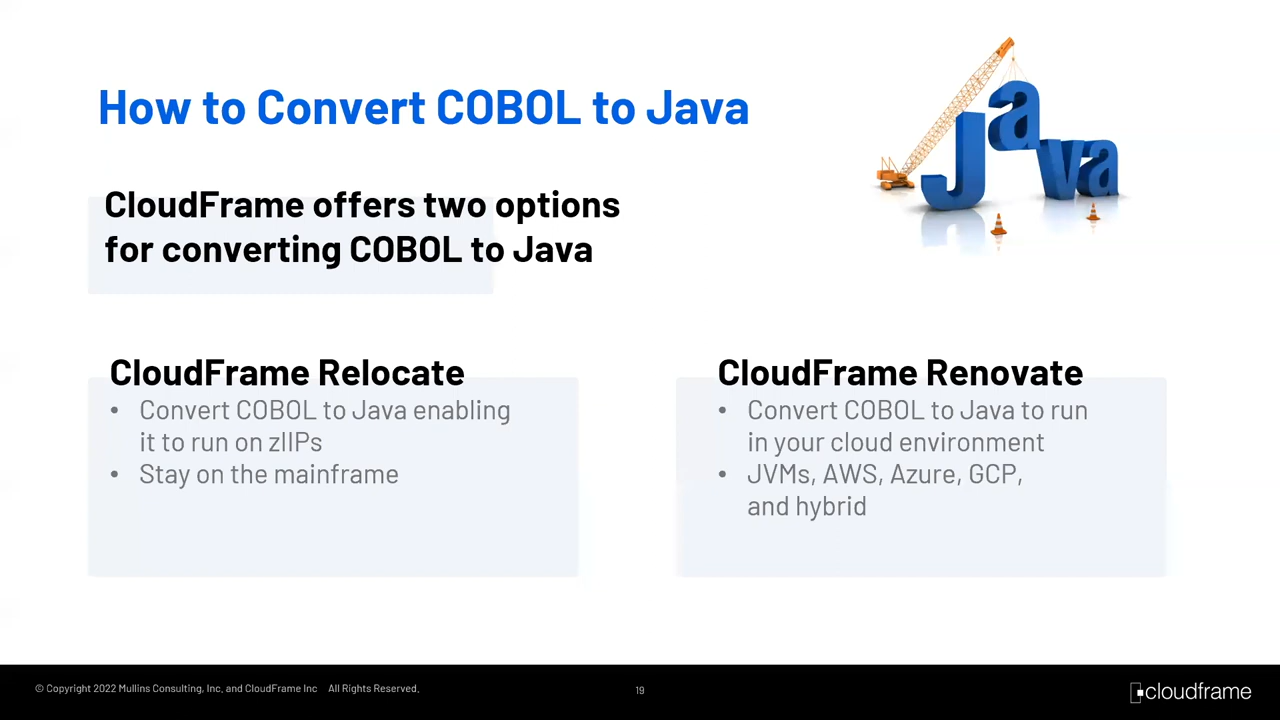 How to Convert COBOL to Java
Java
CloudFrame offers two options
for converting COBOL to Java
CloudFrame Relocate
• Convert COBOL to Java enabling
it to run on zIIPs
• Stay on the mainframe
CloudFrame Renovate
• Convert COBOL to Java to run
in your cloud environment
• JVMs, AWS, Azure, GCP,
and hybrid
© Copyright 2022 Mullins Consulting, Inc. and CloudFrame Inc All Rights Reserved.
19
cloudframe